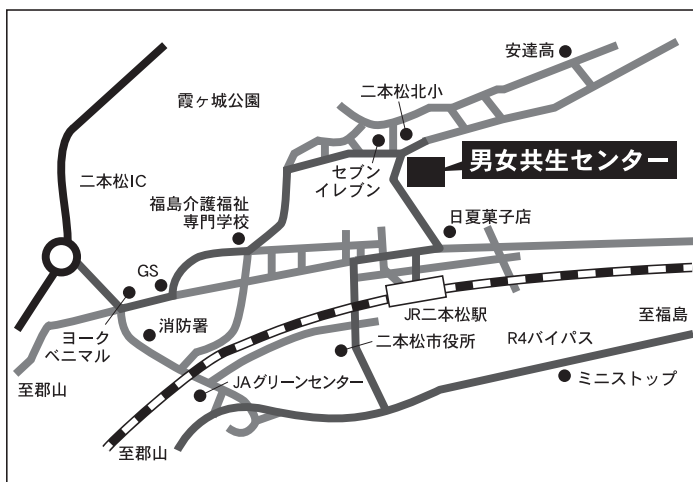 安達高
二本松北小
霞ヶ城公園
男女共生センター
セブン
イレブン
二本松IC
福島介護福祉
専門学校
日夏菓子店
GS
JR二本松駅
至福島
ヨーク
ベニマル
消防署
二本松市役所
R4バイパス
至郡山
JAグリーンセンター
ミニストップ
至郡山